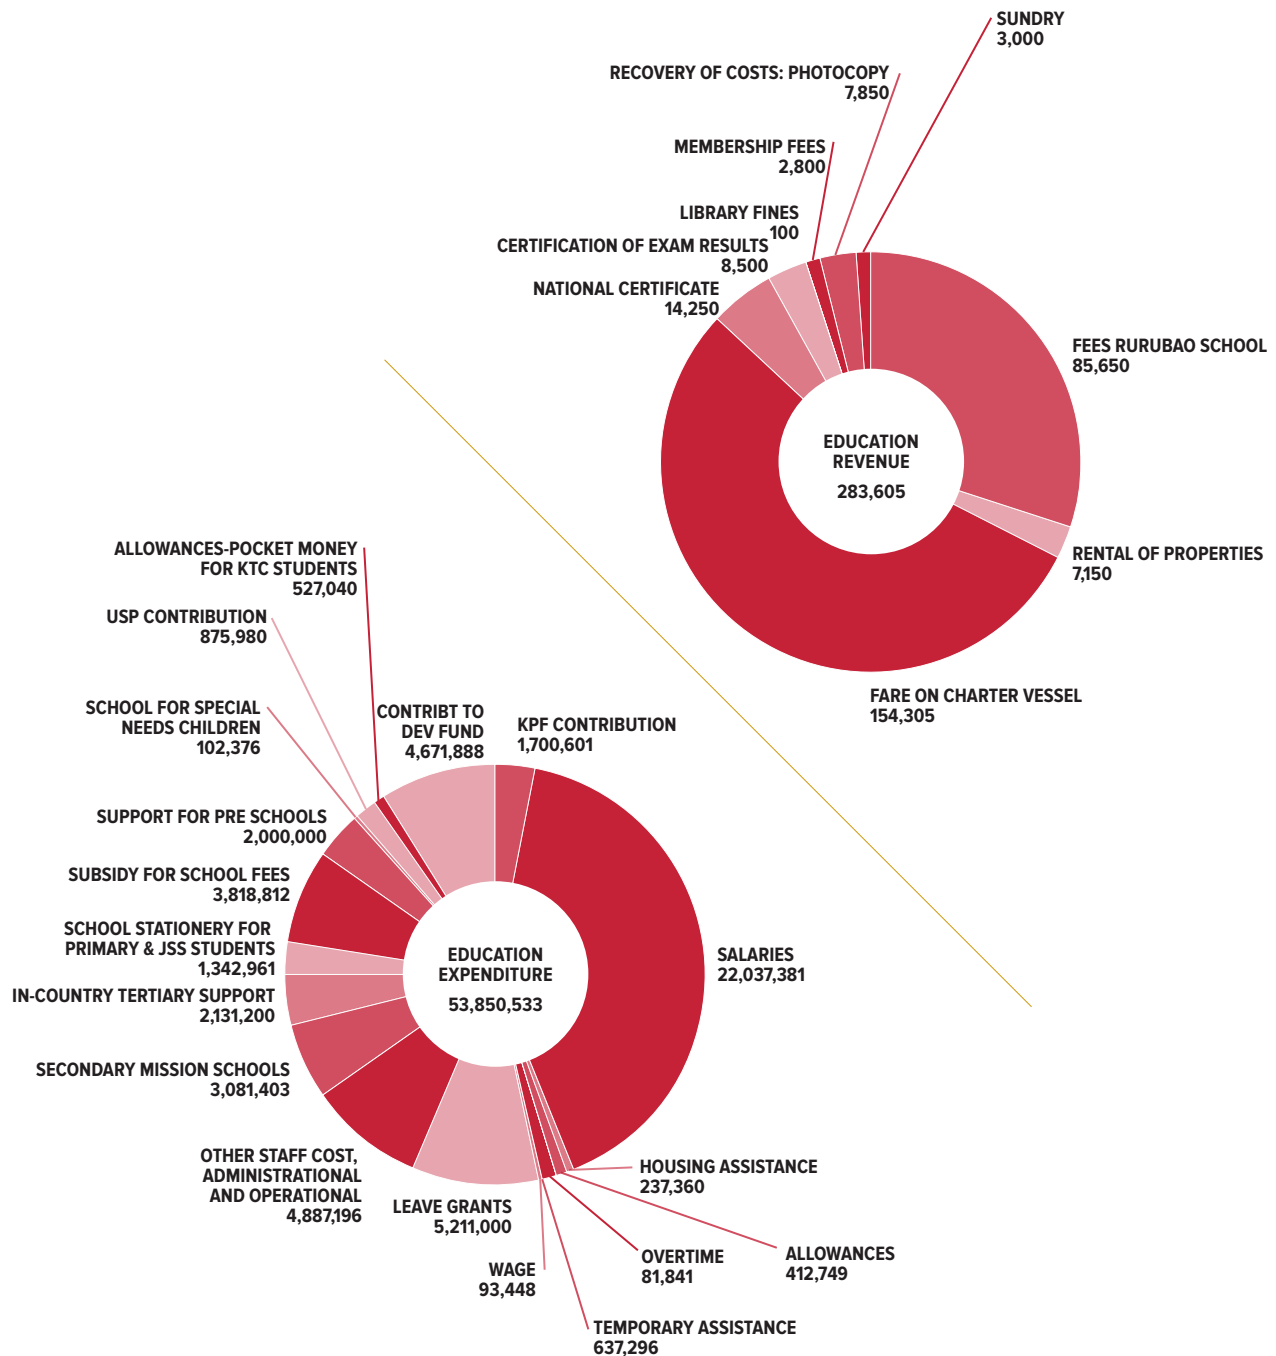 SUNDRY
3,000
RECOVERY OF COSTS: PHOTOCOPY
7,850
MEMBERSHIP FEES
2,800
LIBRARY FINES
100
CERTIFICATION OF EXAM RESULTS
8,500
NATIONAL CERTIFICATE
14,250
FEES RURUBAO SCHOOL
85,650
EDUCATION
REVENUE
283,605
RENTAL OF PROPERTIES
7,150
FARE ON CHARTER VESSEL
154,305
ALLOWANCES-POCKET MONEY
FOR KTC STUDENTS
527,040
USP CONTRIBUTION
875,980
SCHOOL FOR SPECIAL
NEEDS CHILDREN
102,376
CONTRIBT TO
DEV FUND
4,671,888
KPF CONTRIBUTION
1,700,601
SUPPORT FOR PRE SCHOOLS
2,000,000
SUBSIDY FOR SCHOOL FEES
3,818,812
SCHOOL STATIONERY FOR
PRIMARY & JSS STUDENTS
1,342,961
IN-COUNTRY TERTIARY SUPPORT
2,131,200
SECONDARY MISSION SCHOOLS
3,081,403
EDUCATION
EXPENDITURE
53,850,533
SALARIES
22,037,381
OTHER STAFF COST,
ADMINISTRATIONAL
AND OPERATIONAL
4,887,196
LEAVE GRANTS
5,211,000
WAGE
93,448
HOUSING ASSISTANCE
237,360
ALLOWANCES
412,749
OVERTIME
81,841
TEMPORARY ASSISTANCE
637,296